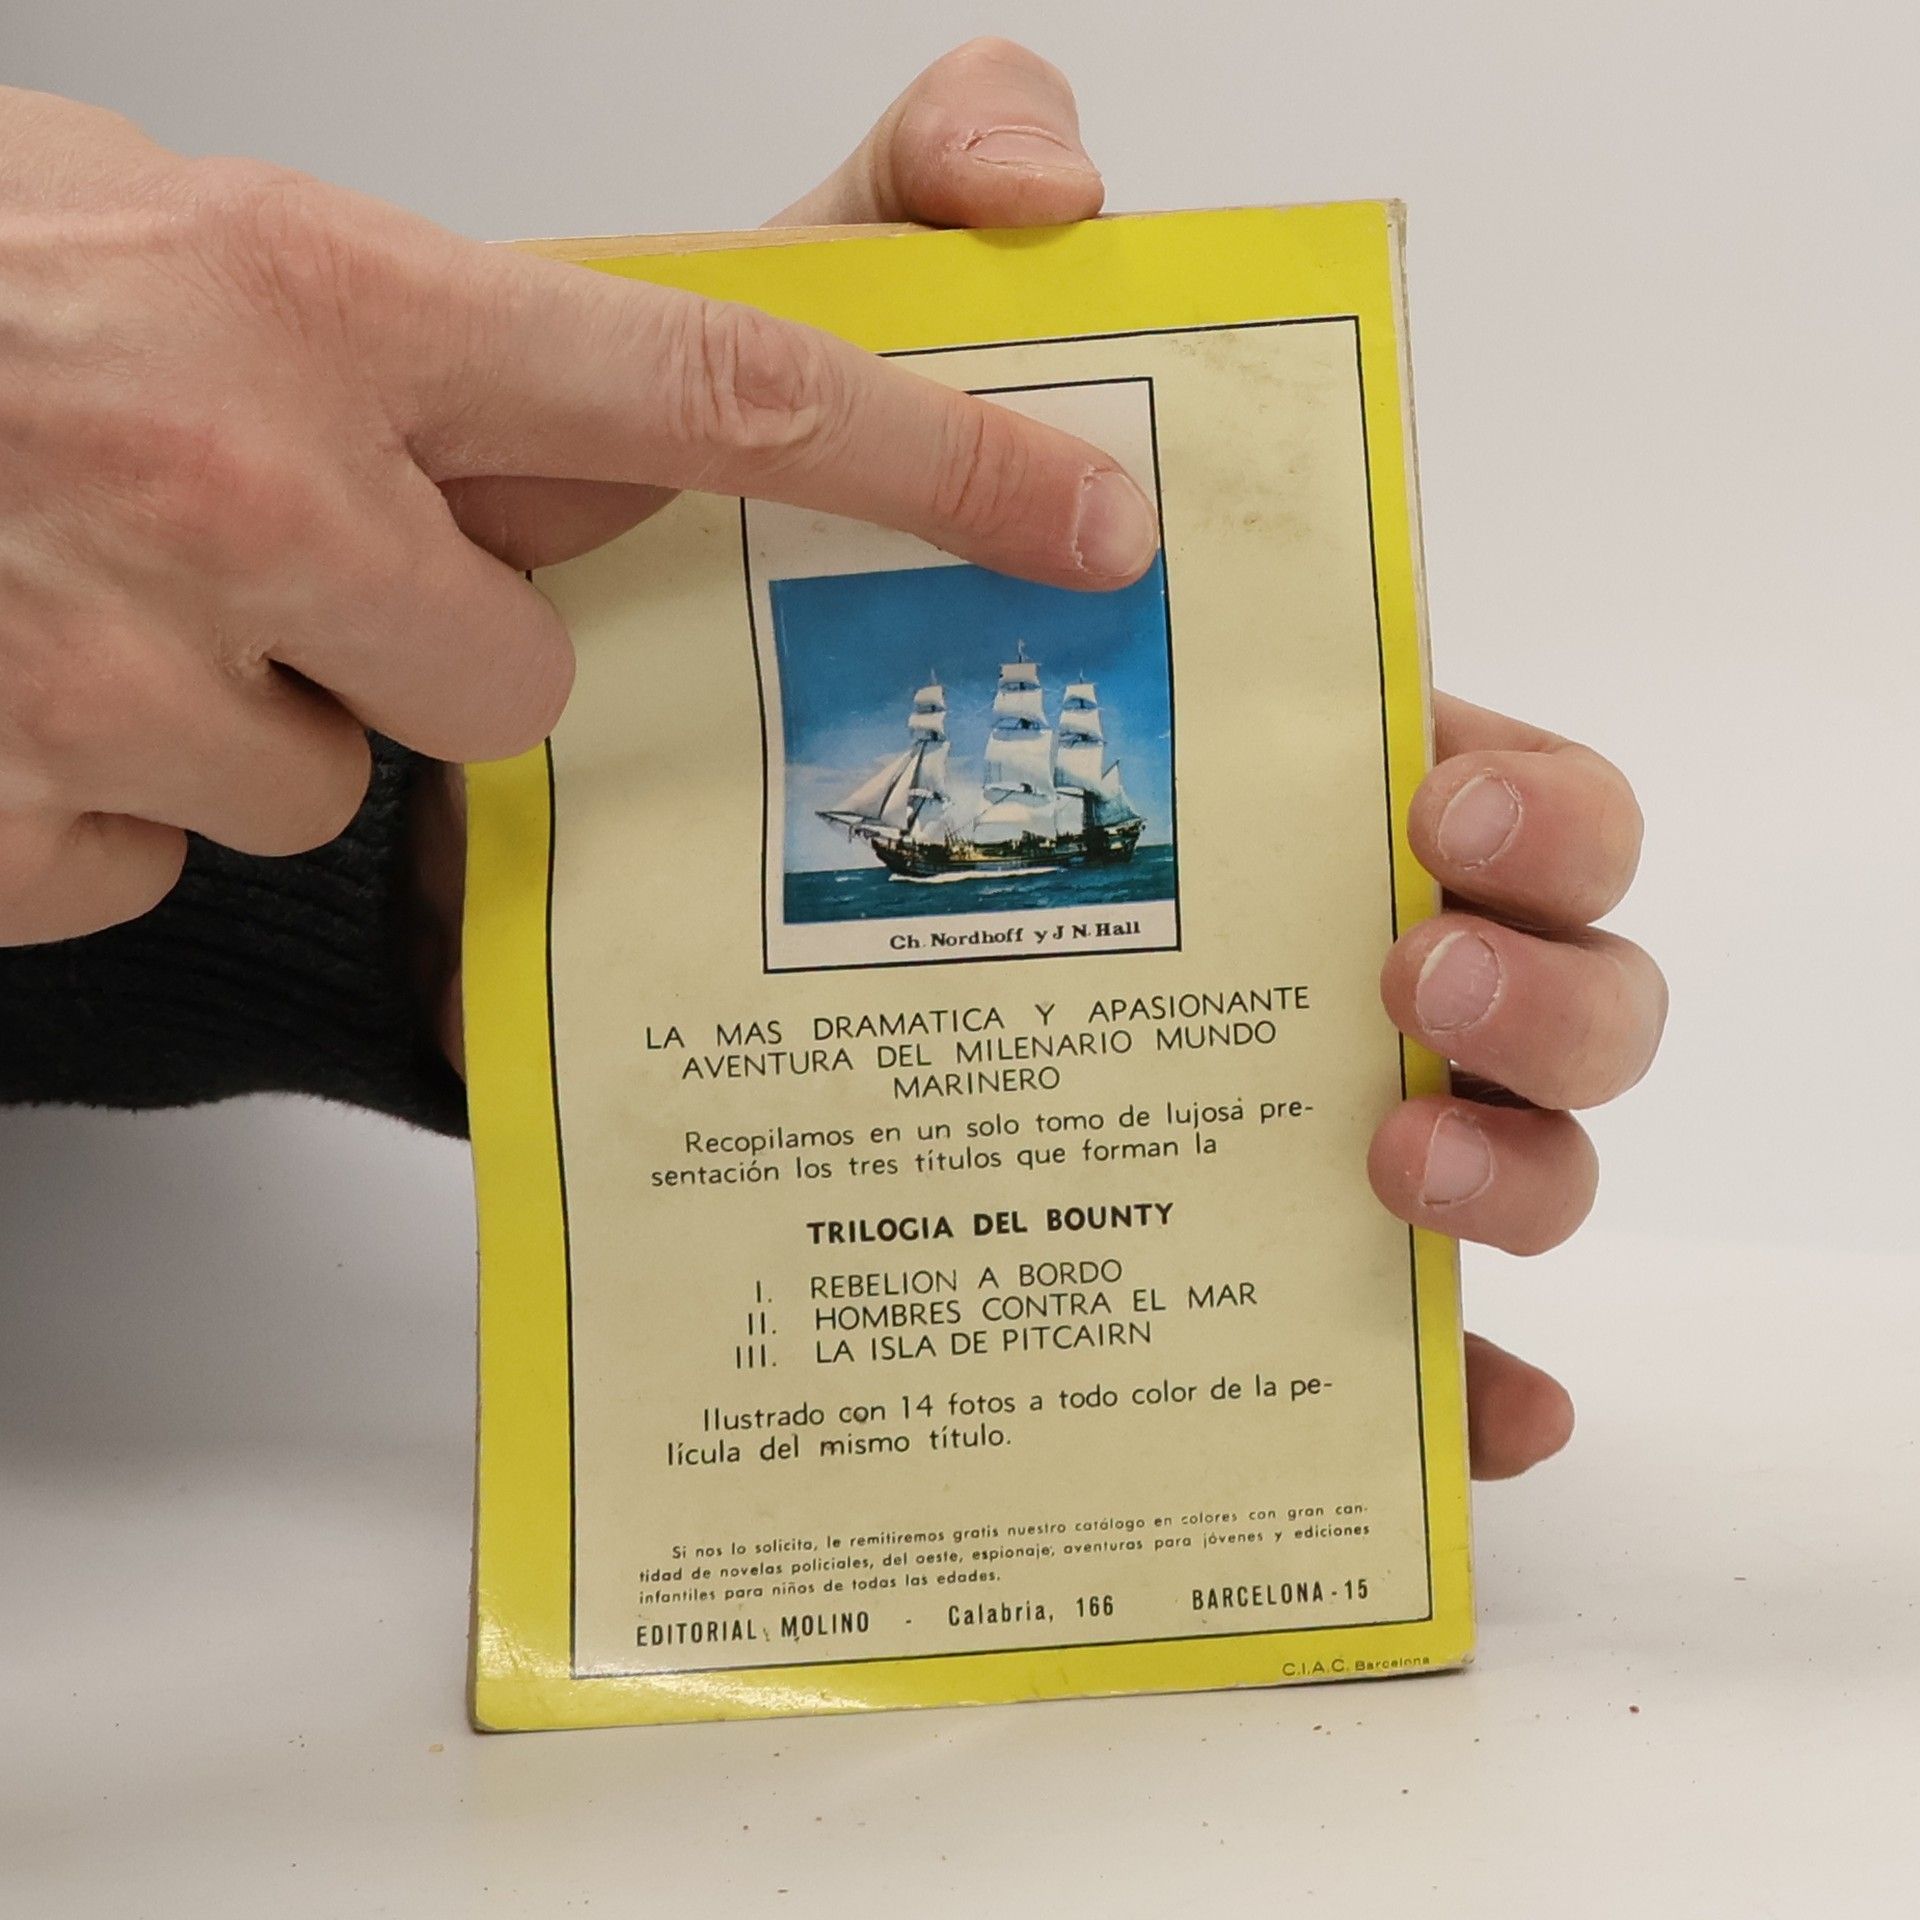 Ch. Nordhoff y J N. Hall
LA MAS DRAMATICA Y APASIONANTE
AVENTURA DEL MILENARIO MUNDO
MARINERO
Recopilamos en un solo tomo de lujosa pre-
sentación los tres títulos que forman la
TRILOGIA DEL BOUNTY
I. REBELION A BORDO
II. HOMBRES CONTRA EL MAR
III. LA ISLA DE PITCAIRN
Ilustrado con 14 fotos a todo color de la pe-
lícula del mismo título.
Si nos lo solicita, le remitiremos gratis nuestro catálogo en colores con gran can-
tidad de novelas policiales, del oeste, espionaje, aventuras para jóvenes y ediciones
infantiles para niños de todas las edades.
EDITORIAL MOLINO - Calabria, 166 BARCELONA - 15
C.I.A.C. Barcelona